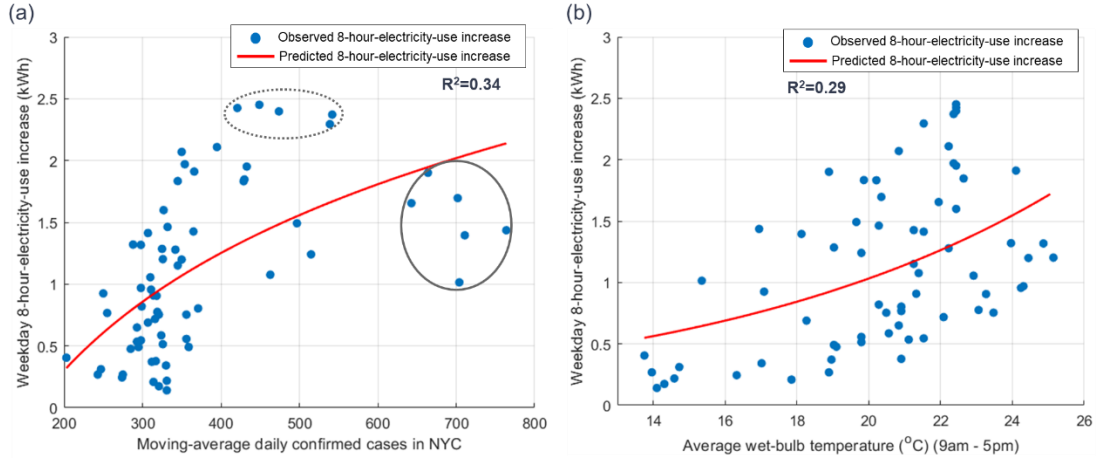 (a)
Observed 8-hour-electricity-use increase
Predicted 8-hour-electricity-use increase
R²=0.34
Weekday 8-hour-electricity-use increase (kWh)
3
2.5
2
1.5
1
0.5
0
200 300 400 500 600 700 800
Moving-average daily confirmed cases in NYC
(b)
Observed 8-hour-electricity-use increase
Predicted 8-hour-electricity-use increase
R²=0.29
Weekday 8-hour-electricity-use increase (kWh)
3
2.5
2
1.5
1
0.5
0
14 16 18 20 22 24 26
Average wet-bulb temperature (°C) (9am - 5pm)